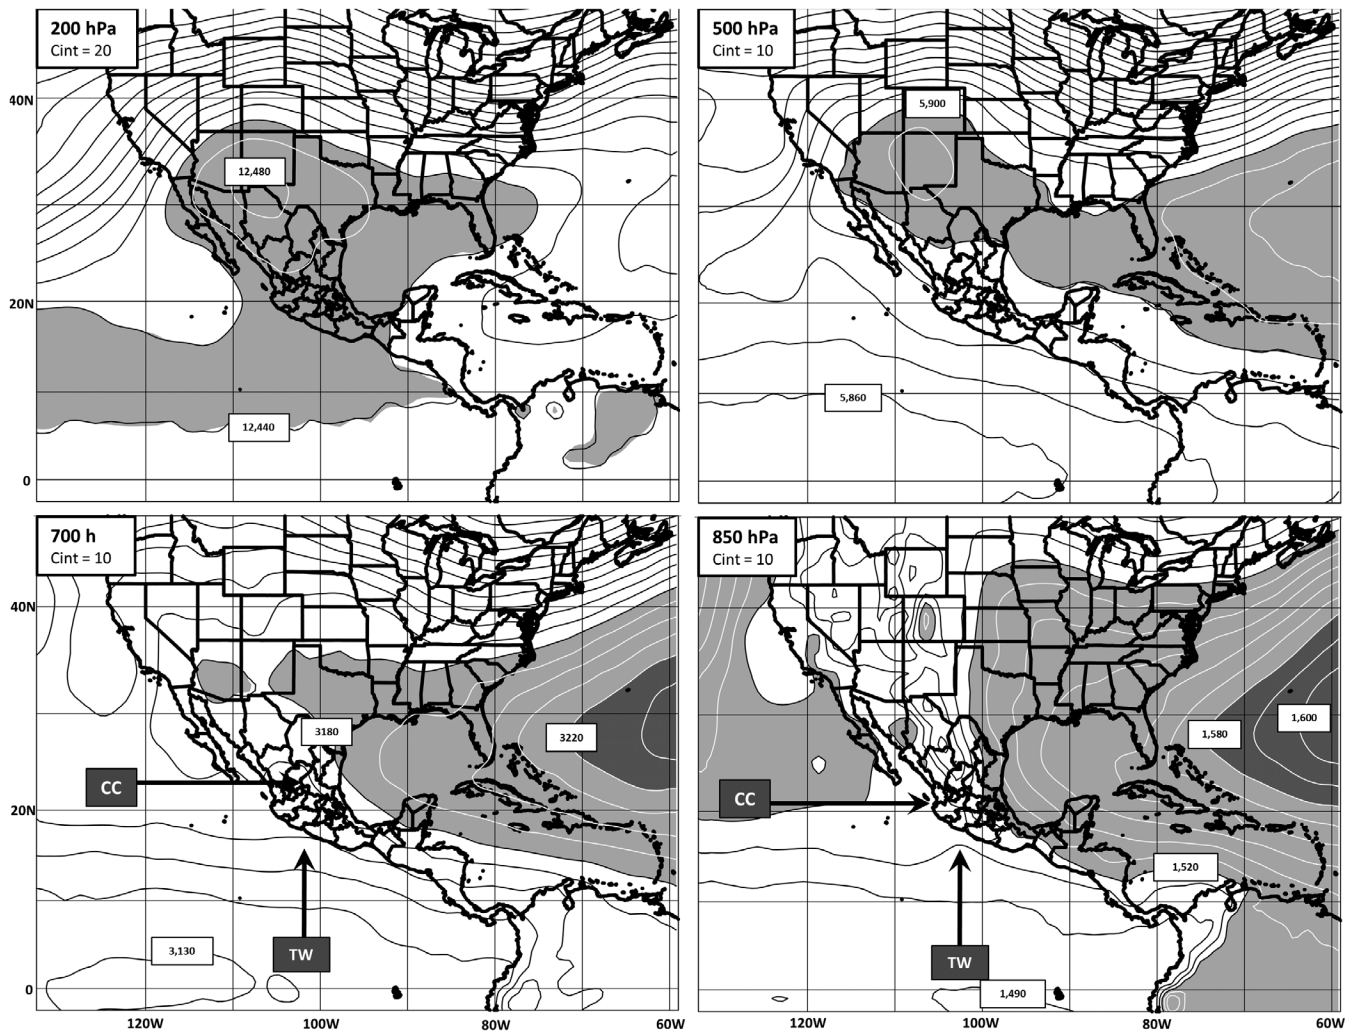 200 hPa
Cint = 20
500 hPa
Cint = 10
40N
20N
0
12,480
12,440
5,900
5,860
700 h
Cint = 10
850 hPa
Cint = 10
40N
20N
0
3180
3220
CC
TW
3,130
1,580
1,600
CC
1,520
TW
1,490
120W
100W
80W
60W
120W
100W
80W
60W